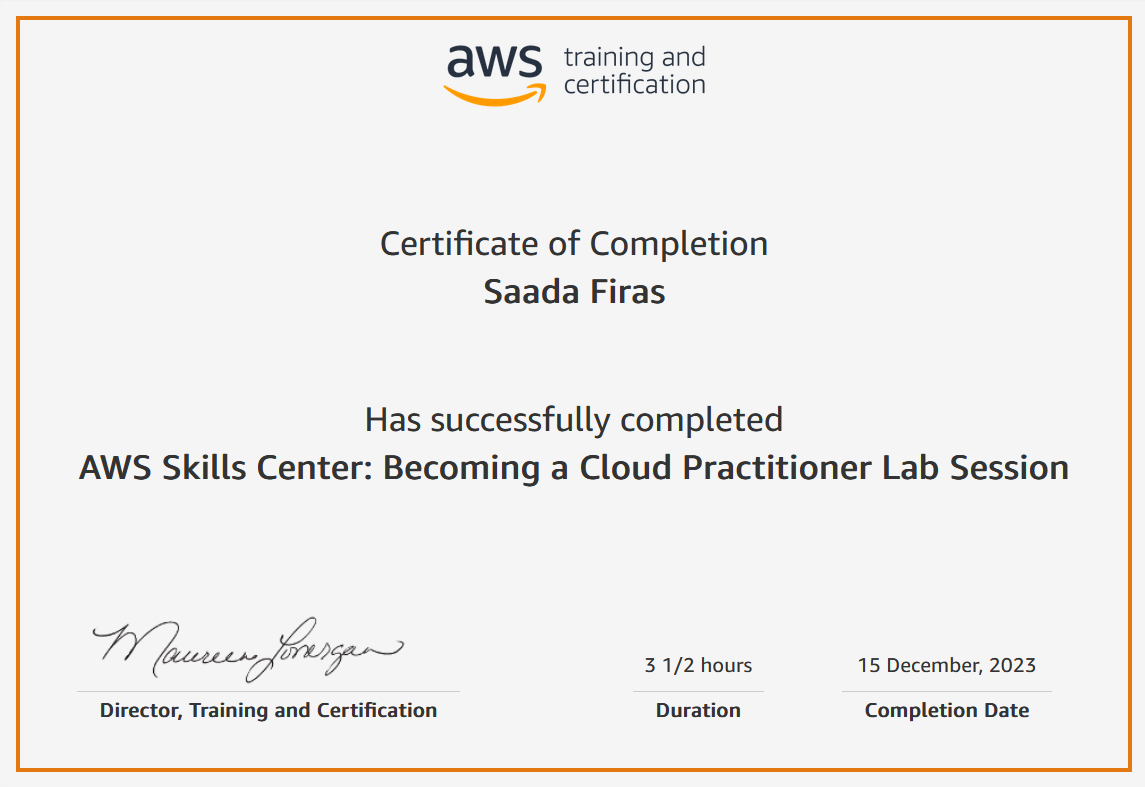 aws training and
certification
Certificate of Completion
Saada Firas
Has successfully completed
AWS Skills Center: Becoming a Cloud Practitioner Lab Session
Maureen Lonergan
Director, Training and Certification
3 1/2 hours
Duration
15 December, 2023
Completion Date